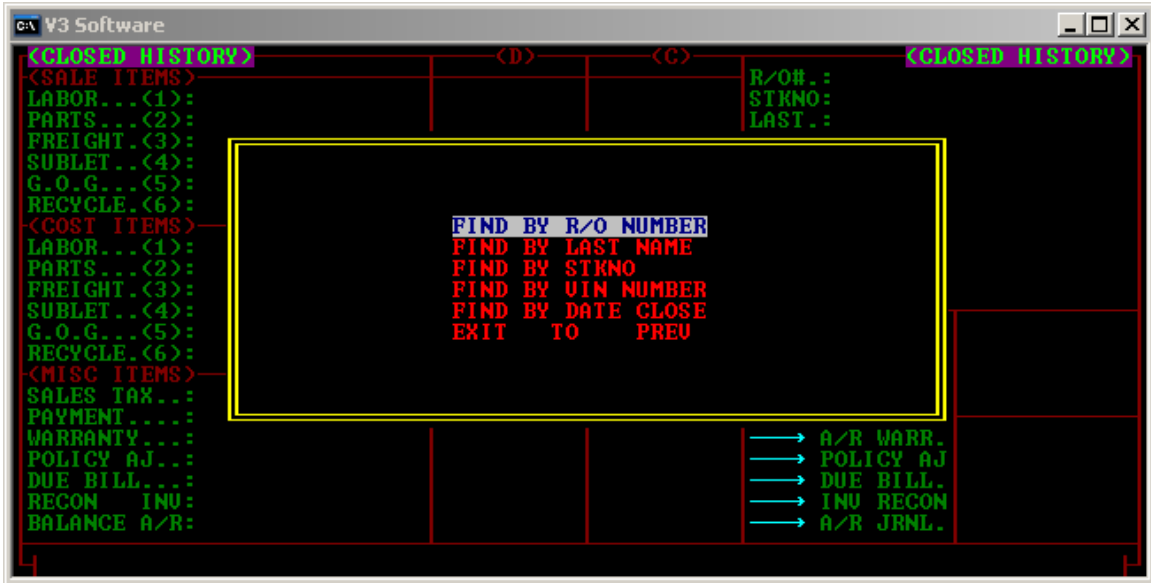 V3 Software
<CLOSED HISTORY> <D> <C> <CLOSED HISTORY>
<SALE ITEMS> R/O#.:
LABOR...<1>: STKNO:
PARTS...<2>: LAST.:
FREIGHT.<3>:
SUBLET..<4>:
G.O.G...<5>:
RECYCLE.<6>: FIND BY R/O NUMBER
<COST ITEMS> FIND BY LAST NAME
LABOR...<1>: FIND BY STKNO
PARTS...<2>: FIND BY VIN NUMBER
FREIGHT.<3>: FIND BY DATE CLOSE
SUBLET..<4>: EXIT TO PREV
G.O.G...<5>:
RECYCLE.<6>:
<MISC ITEMS>
SALES TAX..:
PAYMENT....:
WARRANTY...: → A/R WARR.
POLICY AJ..: → POLICY AJ
DUE BILL...: → DUE BILL.
RECON INV: → INV RECON
BALANCE A/R: → A/R JRNL.